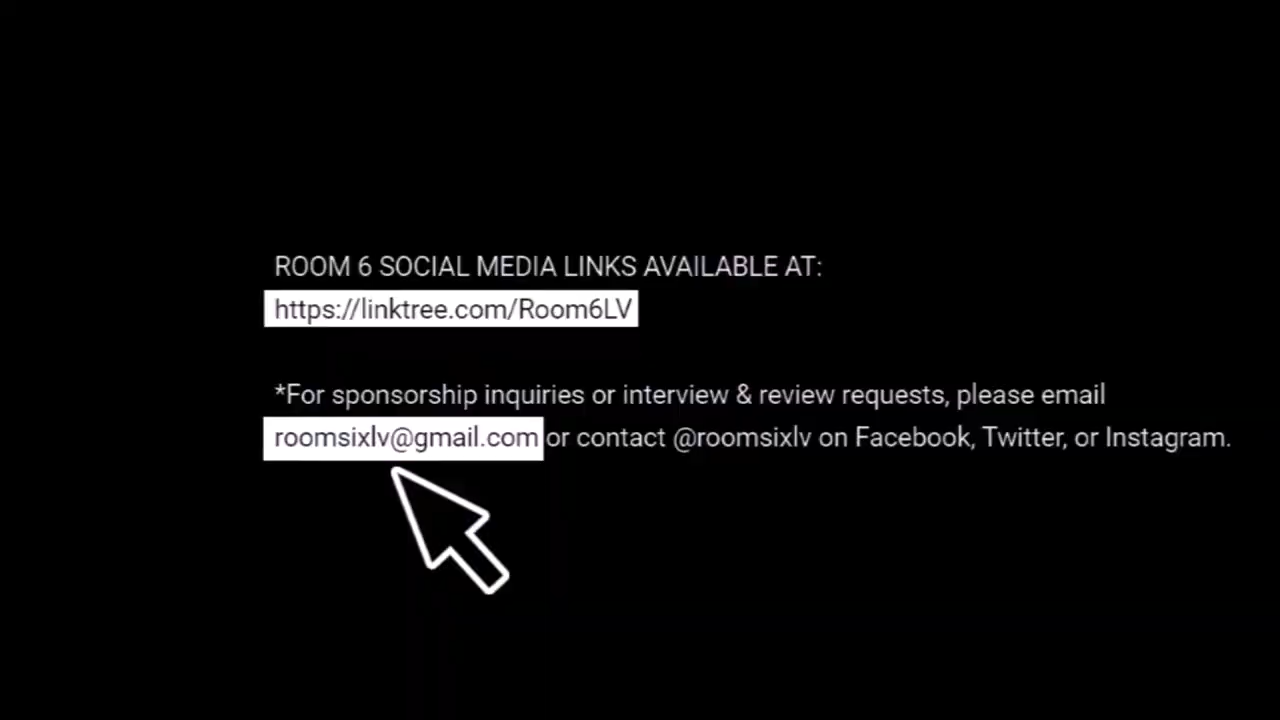 ROOM 6 SOCIAL MEDIA LINKS AVAILABLE AT:
https://linktree.com/Room6LV
*For sponsorship inquiries or interview & review requests, please email
roomsixlv@gmail.com or contact @roomsixlv on Facebook, Twitter, or Instagram.